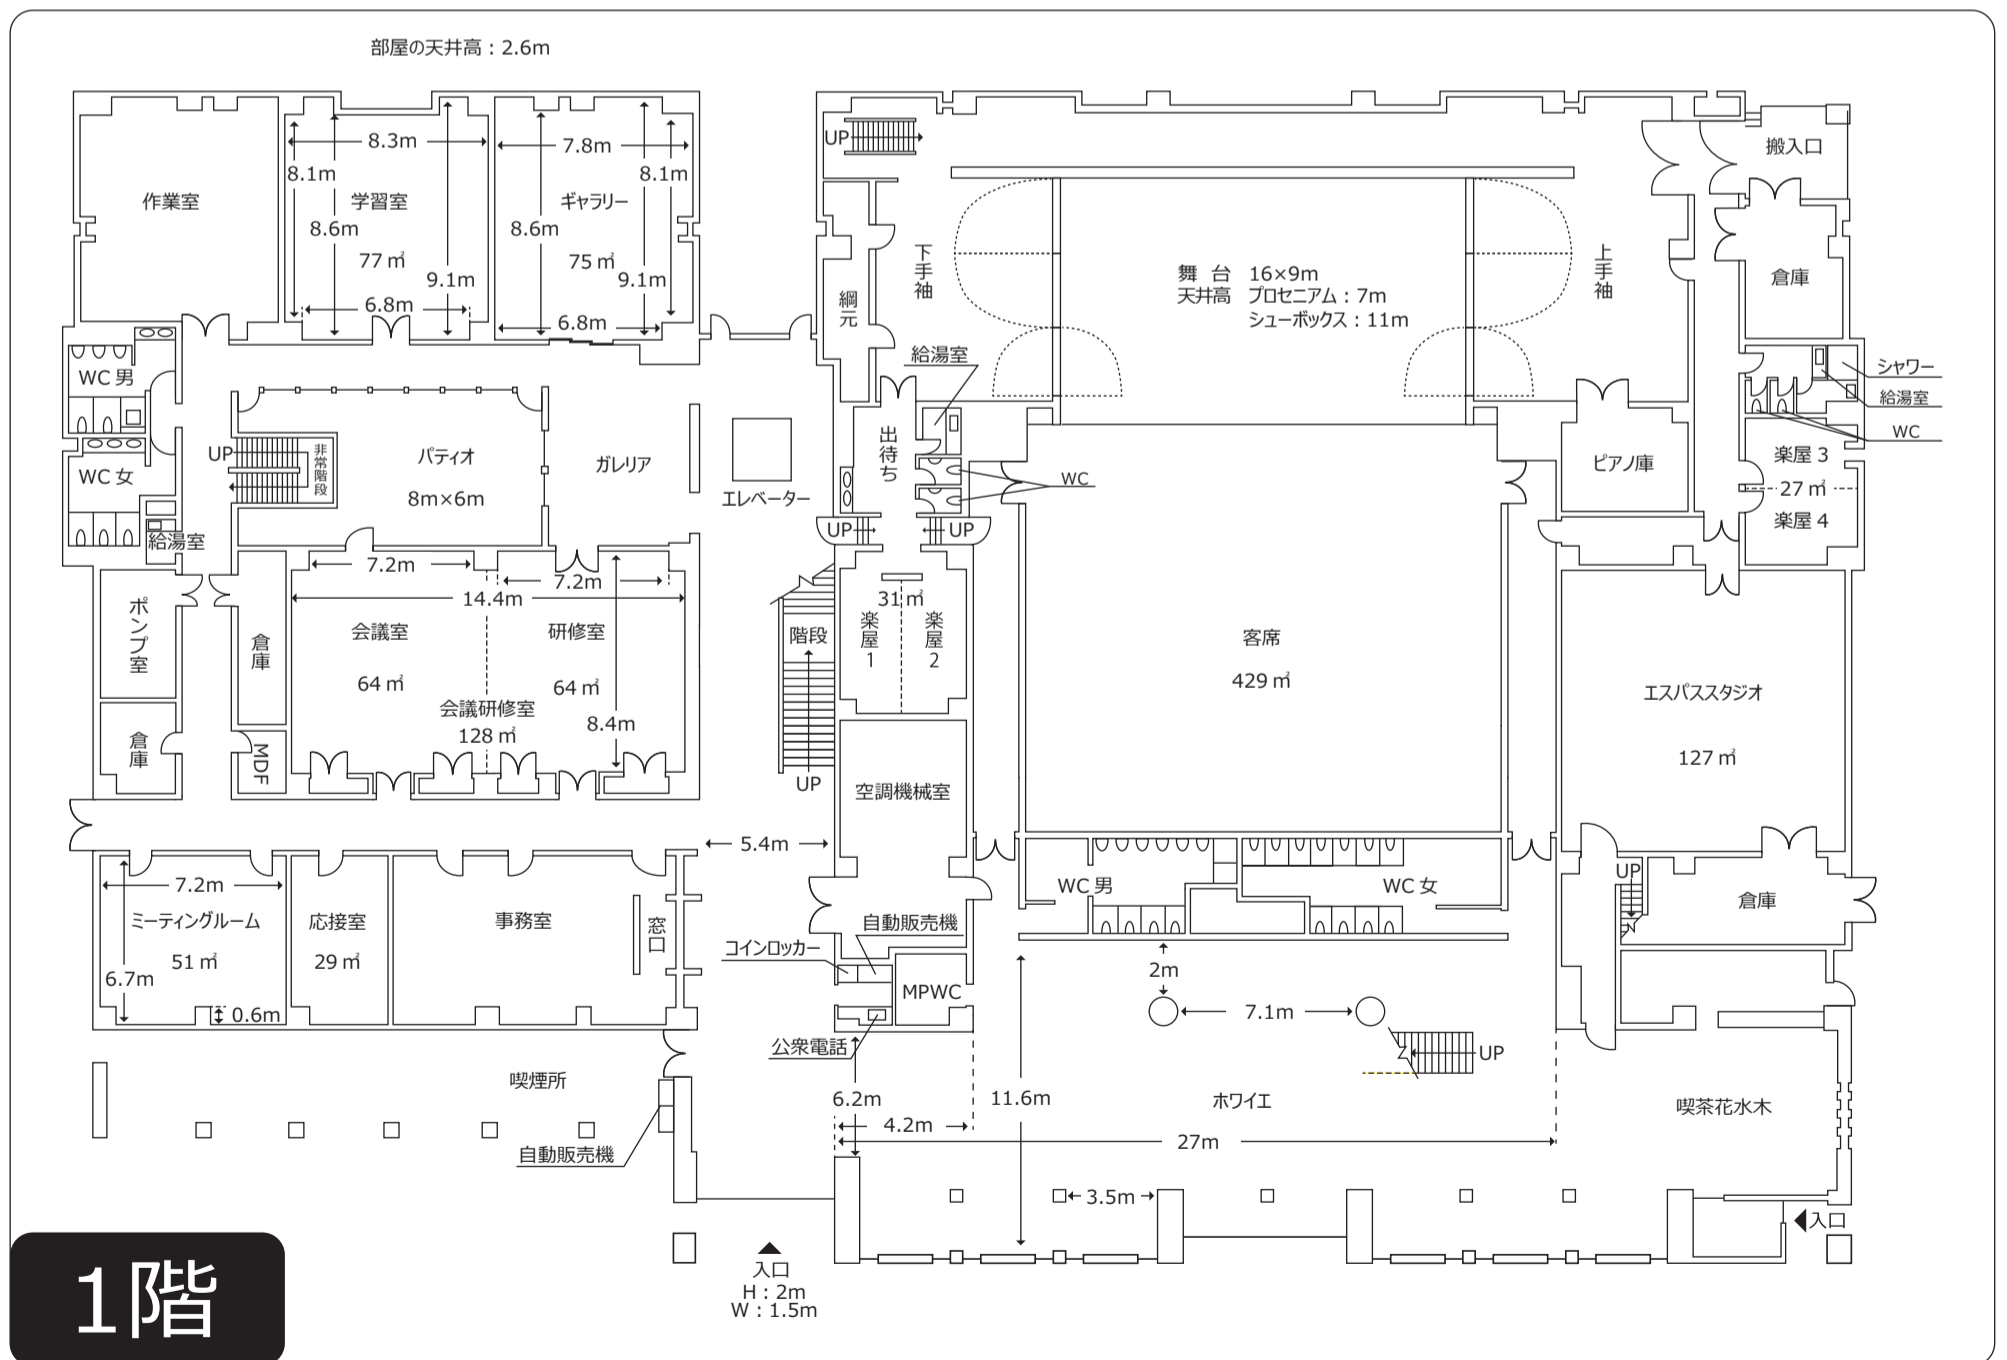 部屋の天井高：2.6m
作業室
8.3m
8.1m
学習室
8.6m
77㎡
9.1m
6.8m
7.8m
8.1m
ギャラリー
8.6m
75㎡
9.1m
6.8m
UP
下手袖
綱元
給湯室
舞　台　16×9m
天井高　プロセニアム：7m
シューボックス：11m
上手袖
搬入口
倉庫
シャワー
給湯室
WC
楽屋 3
27㎡
楽屋 4
ピアノ庫
WC 男
WC 女
給湯室
UP
非常階段
パティオ
8m×6m
ガレリア
エレベーター
出待ち
WC
UP
UP
ポンプ室
倉庫
倉庫
MDF
7.2m
7.2m
14.4m
会議室
64㎡
研修室
64㎡
会議研修室
128㎡
8.4m
階段
UP
31㎡
楽屋1
楽屋2
空調機械室
客席
429㎡
エスパススタジオ
127㎡
5.4m
7.2m
ミーティングルーム
51㎡
6.7m
0.6m
応接室
29㎡
事務室
窓口
コインロッカー
自動販売機
MPWC
公衆電話
WC 男
WC 女
UP
倉庫
2m
7.1m
UP
喫煙所
自動販売機
6.2m
4.2m
11.6m
ホワイエ
27m
3.5m
喫茶花水木
入口
入口
H：2m
W：1.5m
1階